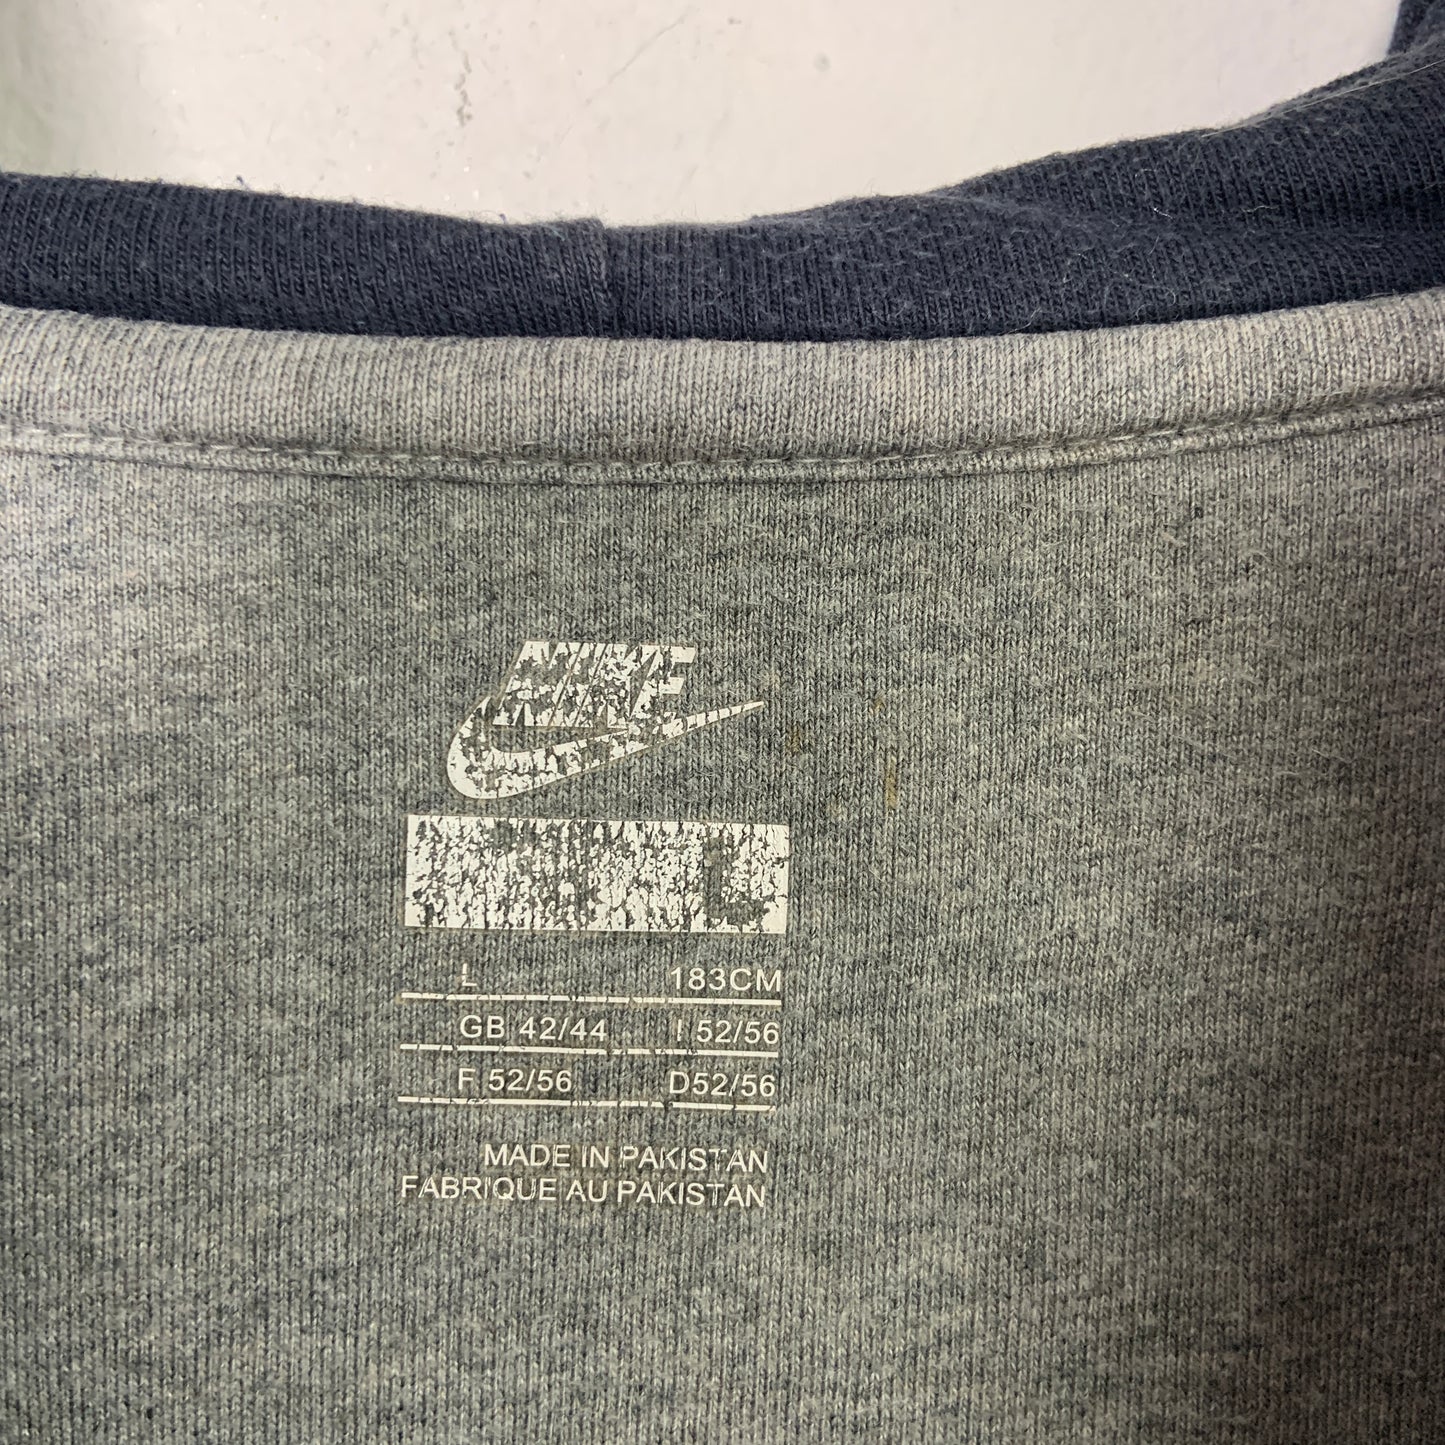 NIKE
L
L 183CM
GB 42/44 I 52/56
F 52/56 D52/56
MADE IN PAKISTAN
FABRIQUE AU PAKISTAN